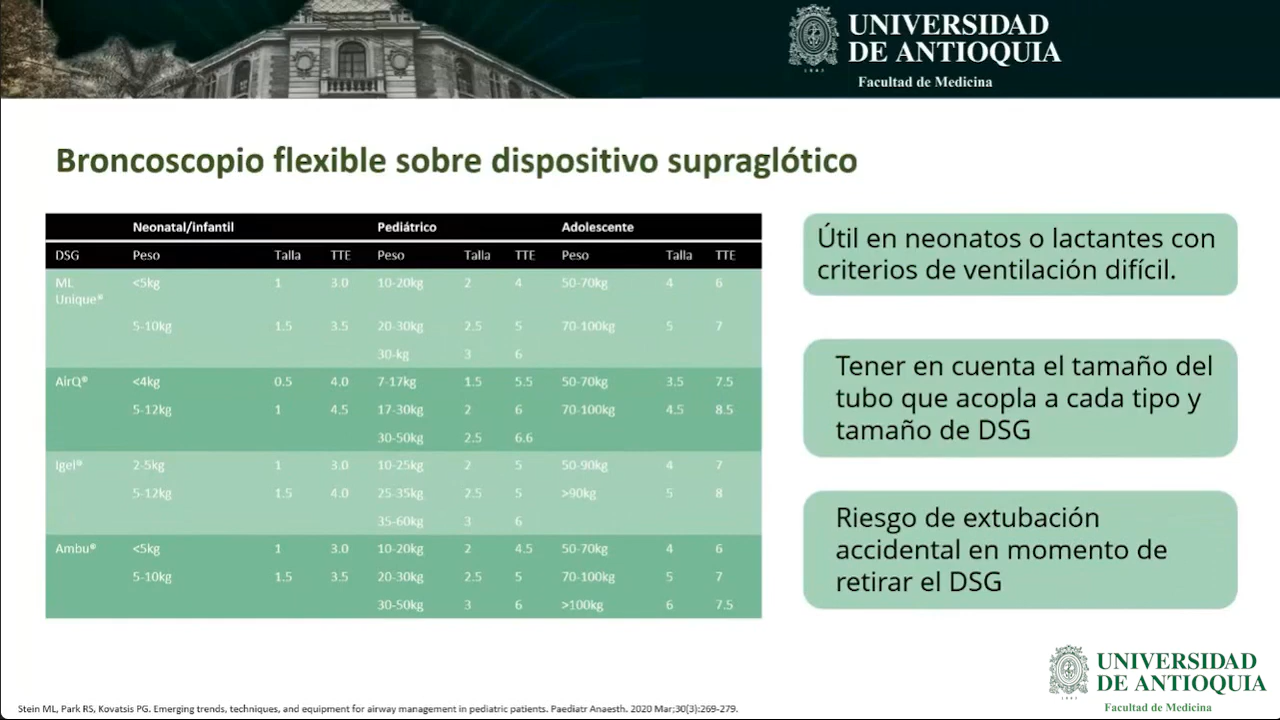 UNIVERSIDAD
DE ANTIOQUIA
1803
Facultad de Medicina
Broncoscopio flexible sobre dispositivo supraglótico
Neonatal/infantil Pediátrico Adolescente
DSG Peso Talla TTE Peso Talla TTE Peso Talla TTE
ML <5kg 1 3.0 10-20kg 2 4 50-70kg 4 6
Unique®
5-10kg 1.5 3.5 20-30kg 2.5 5 70-100kg 5 7
30-kg 3 6
AirQ® <4kg 0.5 4.0 7-17kg 1.5 5.5 50-70kg 3.5 7.5
5-12kg 1 4.5 17-30kg 2 6 70-100kg 4.5 8.5
30-50kg 2.5 6.6
Igel® 2-5kg 1 3.0 10-25kg 2 5 50-90kg 4 7
5-12kg 1.5 4.0 25-35kg 2.5 5 >90kg 5 8
35-60kg 3 6
Ambu® <5kg 1 3.0 10-20kg 2 4.5 50-70kg 4 6
5-10kg 1.5 3.5 20-30kg 2.5 5 70-100kg 5 7
30-50kg 3 6 >100kg 6 7.5
Útil en neonatos o lactantes con
criterios de ventilación difícil.
Tener en cuenta el tamaño del
tubo que acopla a cada tipo y
tamaño de DSG
Riesgo de extubación
accidental en momento de
retirar el DSG
UNIVERSIDAD
DE ANTIOQUIA
Facultad de Medicina
Stein ML, Park RS, Kovatsis PG. Emerging trends, techniques, and equipment for airway management in pediatric patients. Paediatr Anaesth. 2020 Mar;30(3):269-279.